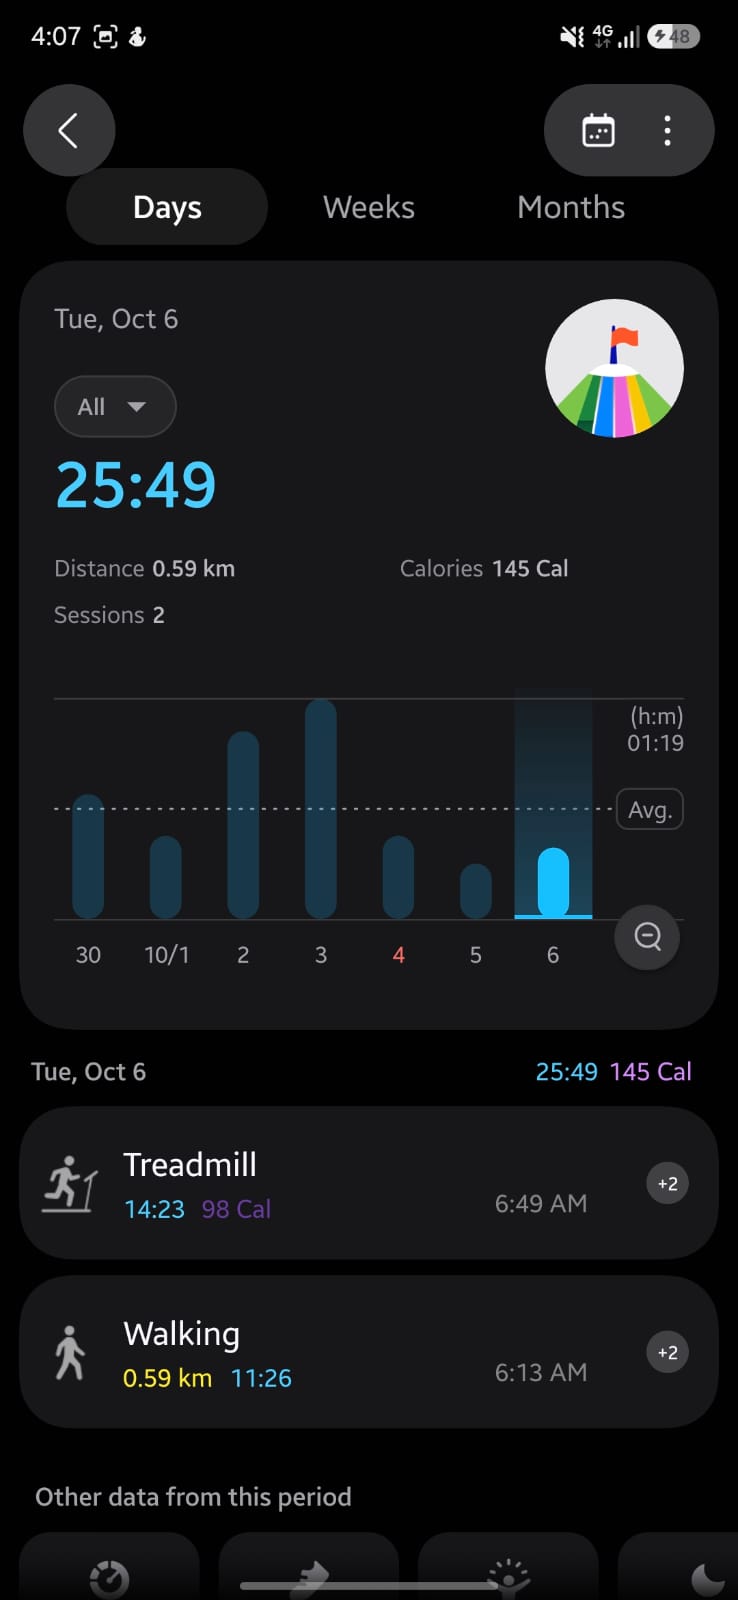 4:07
4G
48
Days Weeks Months
Tue, Oct 6
All
25:49
Distance 0.59 km Calories 145 Cal
Sessions 2
(h:m)
01:19
Avg.
30 10/1 2 3 4 5 6
Tue, Oct 6 25:49 145 Cal
Treadmill
14:23 98 Cal 6:49 AM +2
Walking
0.59 km 11:26 6:13 AM +2
Other data from this period